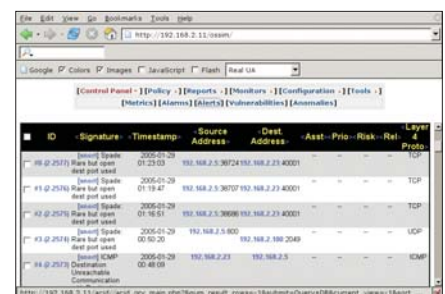 File Edit View Go Bookmarks Tools Help
http://192.168.2.11/ossim/
Google Colors Images JavaScript Flash Real UA
[Control Panel - ] [Policy - ] [Reports - ] [Monitors - ] [Configuration - ] [Tools - ]
[Metrics] [Alarms] [Alerts] [Vulnerabilities] [Anomalies]
ID Signature Timestamp Source Address Dest. Address Asst Prio Risk Rel Layer 4 Proto
#0-(2-2577) [snort] Spade: Rare but open dest port used 2005-01-29 01:23:03 192.168.2.5:38724 192.168.2.23:40001 TCP
#1-(2-2576) [snort] Spade: Rare but open dest port used 2005-01-29 01:19:47 192.168.2.5:38707 192.168.2.23:40001 TCP
#2-(2-2575) [snort] Spade: Rare but open dest port used 2005-01-29 01:16:51 192.168.2.5:38686 192.168.2.23:40001 TCP
#3-(2-2574) [snort] Spade: Rare but open dest port used 2005-01-29 00:50:20 192.168.2.5:800 192.168.2.100:2049 UDP
#4-(2-2573) [snort] ICMP Destination Unreachable Communication 2005-01-29 00:48:09 192.168.2.23 192.168.2.5 ICMP